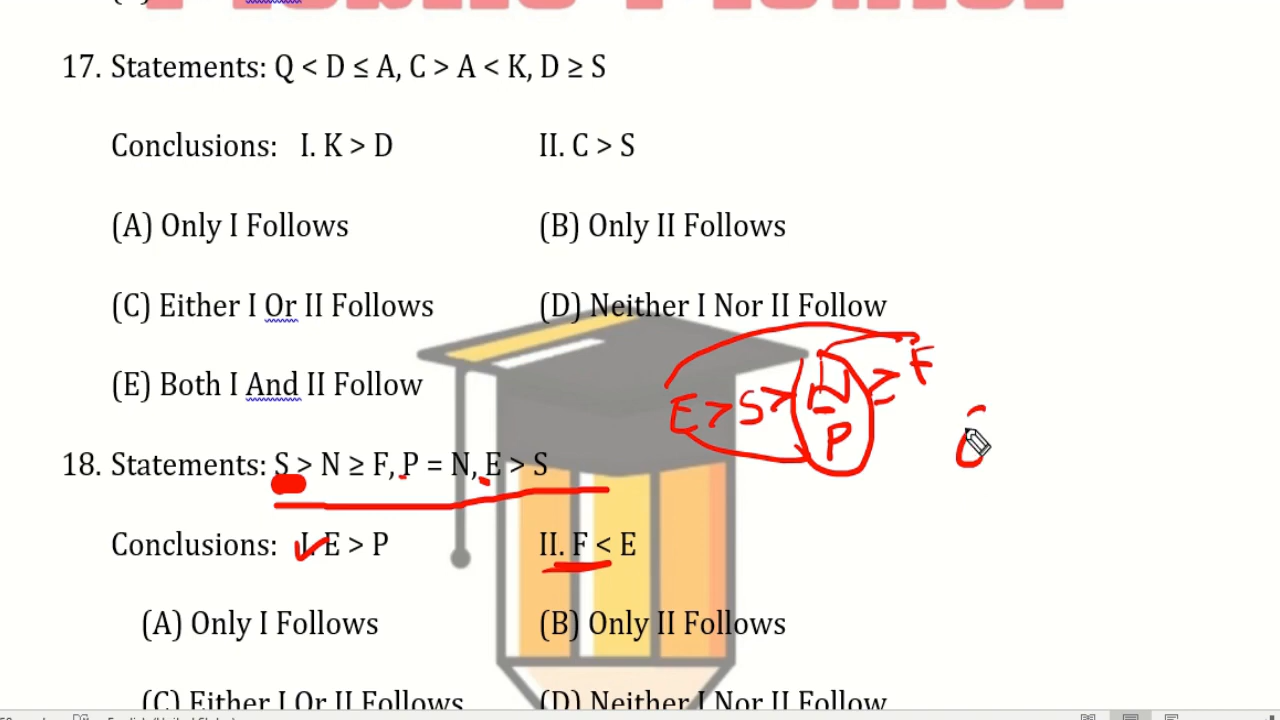 17. Statements: Q < D ≤ A, C > A < K, D ≥ S
Conclusions: I. K > D II. C > S
(A) Only I Follows (B) Only II Follows
(C) Either I Or II Follows (D) Neither I Nor II Follow
(E) Both I And II Follow
E > S > N ≥ F
P
18. Statements: S > N ≥ F, P = N, E > S
Conclusions: I. E > P II. F < E
(A) Only I Follows (B) Only II Follows
(C) Either I Or II Follows (D) Neither I Nor II Follow